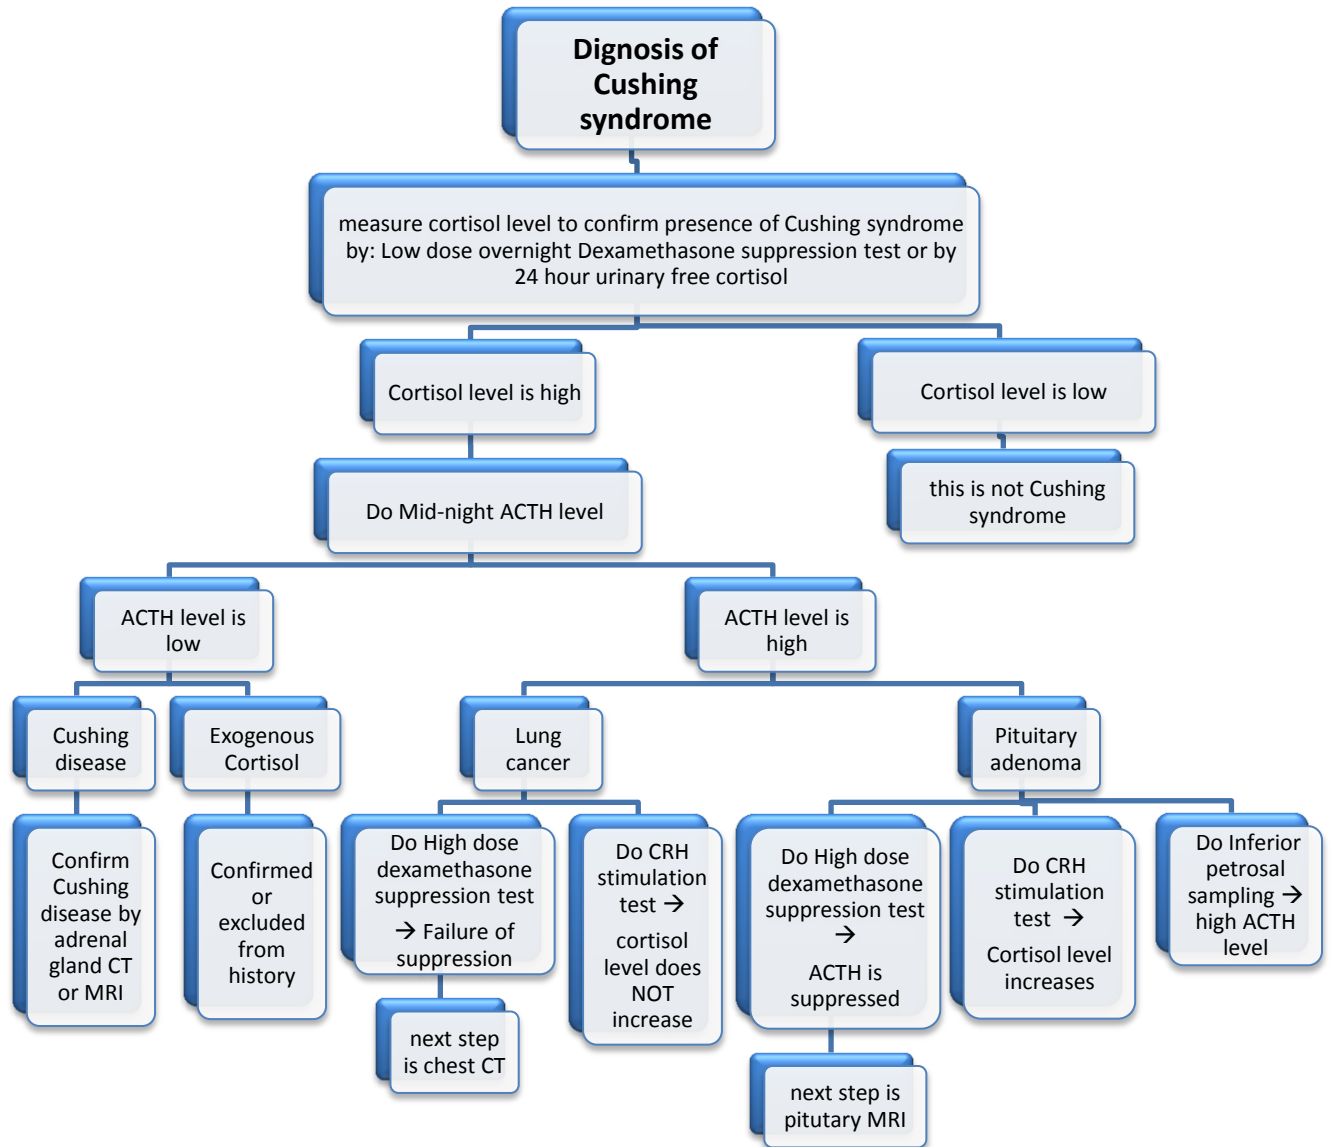 Dignosis of
Cushing
syndrome
measure cortisol level to confirm presence of Cushing syndrome
by: Low dose overnight Dexamethasone suppression test or by
24 hour urinary free cortisol
Cortisol level is high
Cortisol level is low
Do Mid-night ACTH level
this is not Cushing
syndrome
ACTH level is
low
ACTH level is
high
Cushing
disease
Exogenous
Cortisol
Lung
cancer
Pituitary
adenoma
Confirm
Cushing
disease by
adrenal
gland CT
or MRI
Confirmed
or
excluded
from
history
Do High dose
dexamethasone
suppression test
→ Failure of
suppression
Do CRH
stimulation
test →
cortisol
level does
NOT
increase
Do High dose
dexamethasone
suppression test
→
ACTH is
suppressed
Do CRH
stimulation
test →
Cortisol level
increases
Do Inferior
petrosal
sampling →
high ACTH
level
next step
is chest CT
next step is
pitutary MRI